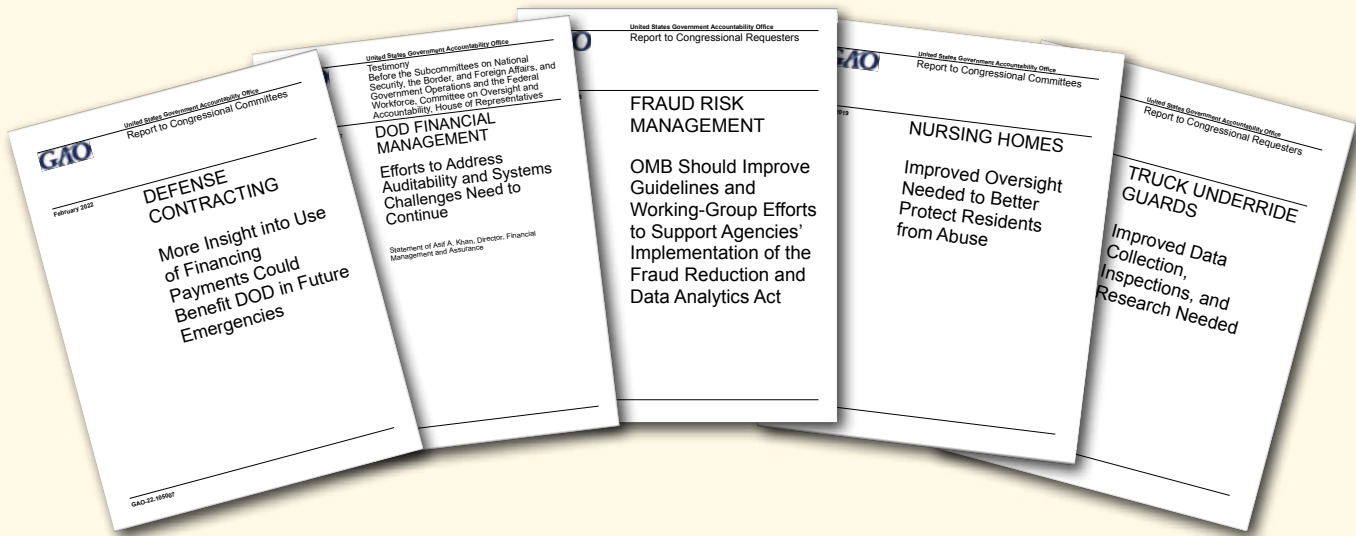 United States Government Accountability Office
Report to Congressional Committees
GAO
February 2022
DEFENSE
CONTRACTING
More Insight into Use
of Financing
Payments Could
Benefit DOD in Future
Emergencies
GAO-22-105007
United States Government Accountability Office
Testimony
Before the Subcommittees on National
Security, the Border, and Foreign Affairs, and
Government Operations and the Federal
Workforce, Committee on Oversight and
Accountability, House of Representatives
DOD FINANCIAL
MANAGEMENT
Efforts to Address
Auditability and Systems
Challenges Need to
Continue
Statement of Asif A. Khan, Director, Financial
Management and Assurance
United States Government Accountability Office
Report to Congressional Requesters
FRAUD RISK
MANAGEMENT
OMB Should Improve
Guidelines and
Working-Group Efforts
to Support Agencies’
Implementation of the
Fraud Reduction and
Data Analytics Act
United States Government Accountability Office
Report to Congressional Committees
GAO
2019
NURSING HOMES
Improved Oversight
Needed to Better
Protect Residents
from Abuse
United States Government Accountability Office
Report to Congressional Requesters
TRUCK UNDERRIDE
GUARDS
Improved Data
Collection,
Inspections, and
Research Needed